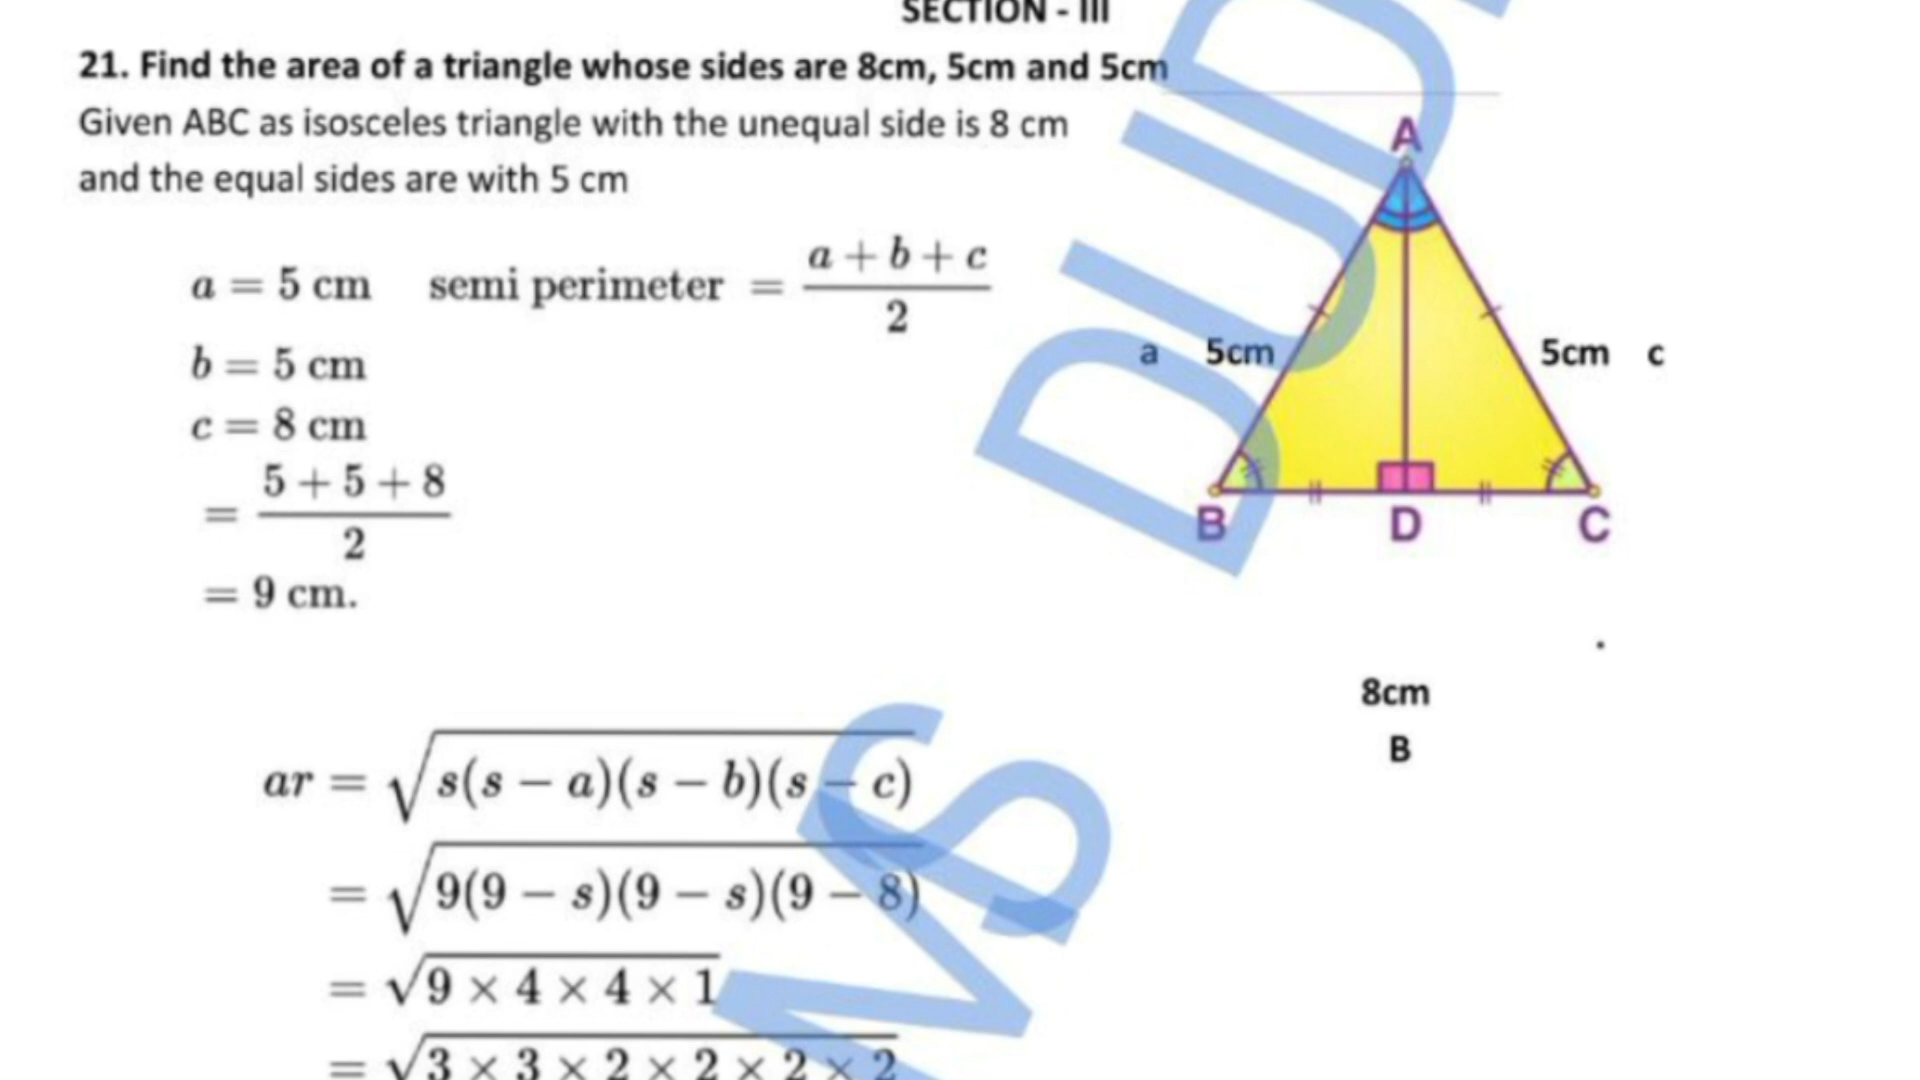 SECTION - III
21. Find the area of a triangle whose sides are 8cm, 5cm and 5cm
Given ABC as isosceles triangle with the unequal side is 8 cm
and the equal sides are with 5 cm
a = 5 cm semi perimeter = (a + b + c)/2
b = 5 cm
c = 8 cm
= (5 + 5 + 8)/2
= 9 cm.
A
a 5cm
5cm c
B D C
.
8cm
B
ar = √s(s − a)(s − b)(s − c)
= √9(9 − s)(9 − s)(9 − 8)
= √9 × 4 × 4 × 1
= √3 × 3 × 2 × 2 × 2 × 2